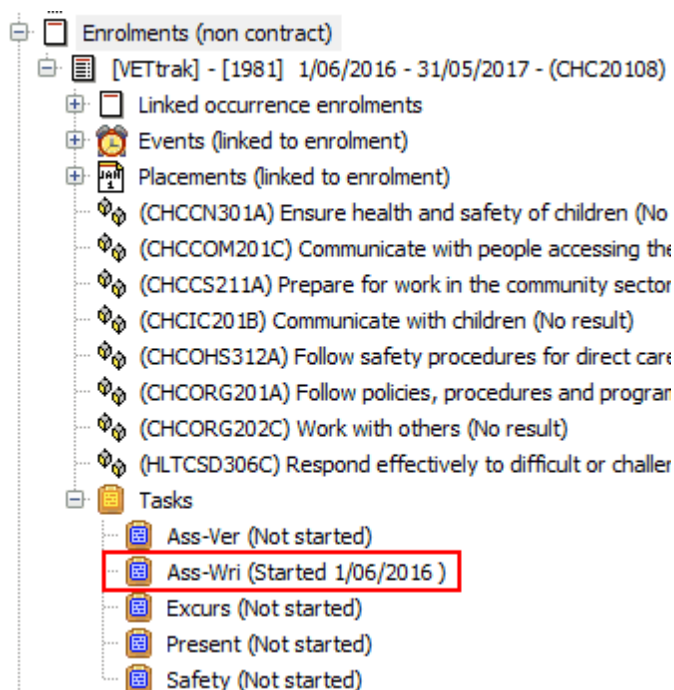 Enrolments (non contract)
[VETtrak] - [1981] 1/06/2016 - 31/05/2017 - (CHC20108)
Linked occurrence enrolments
Events (linked to enrolment)
Placements (linked to enrolment)
(CHCCN301A) Ensure health and safety of children (No
(CHCCOM201C) Communicate with people accessing the
(CHCCS211A) Prepare for work in the community sector
(CHCIC201B) Communicate with children (No result)
(CHCOHS312A) Follow safety procedures for direct care
(CHCORG201A) Follow policies, procedures and program
(CHCORG202C) Work with others (No result)
(HLTCSD306C) Respond effectively to difficult or challen
Tasks
Ass-Ver (Not started)
Ass-Wri (Started 1/06/2016 )
Excurs (Not started)
Present (Not started)
Safety (Not started)